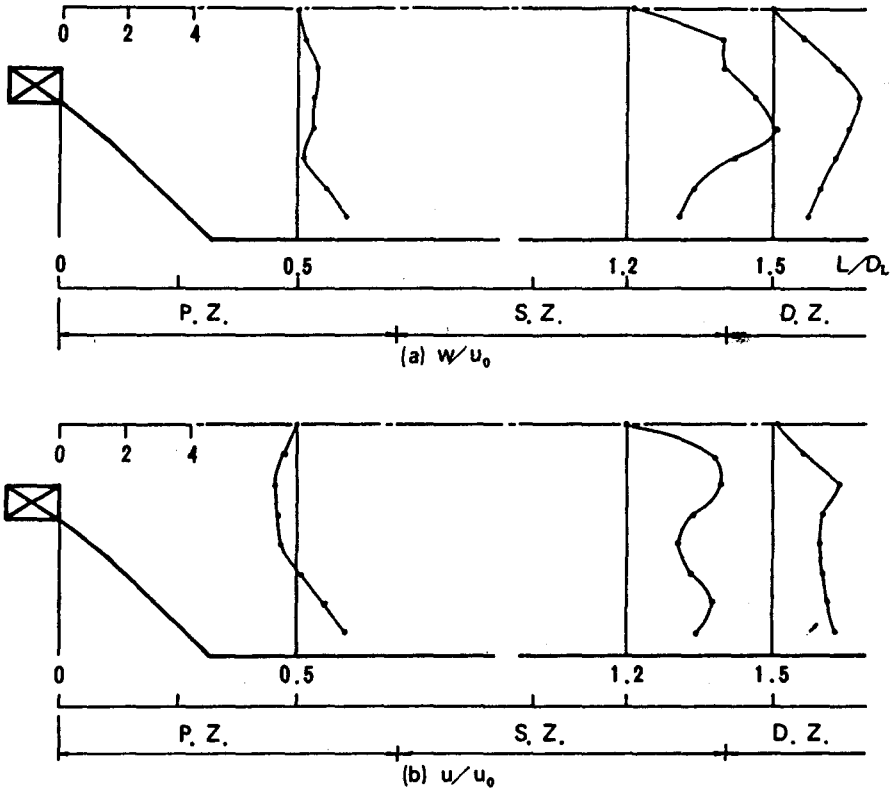 0 2 4
0 0.5 1.2 1.5 L/D_L
P. Z. S. Z. D. Z.
(a) w/u₀
0 2 4
0 0.5 1.2 1.5
P. Z. S. Z. D. Z.
(b) u/u₀